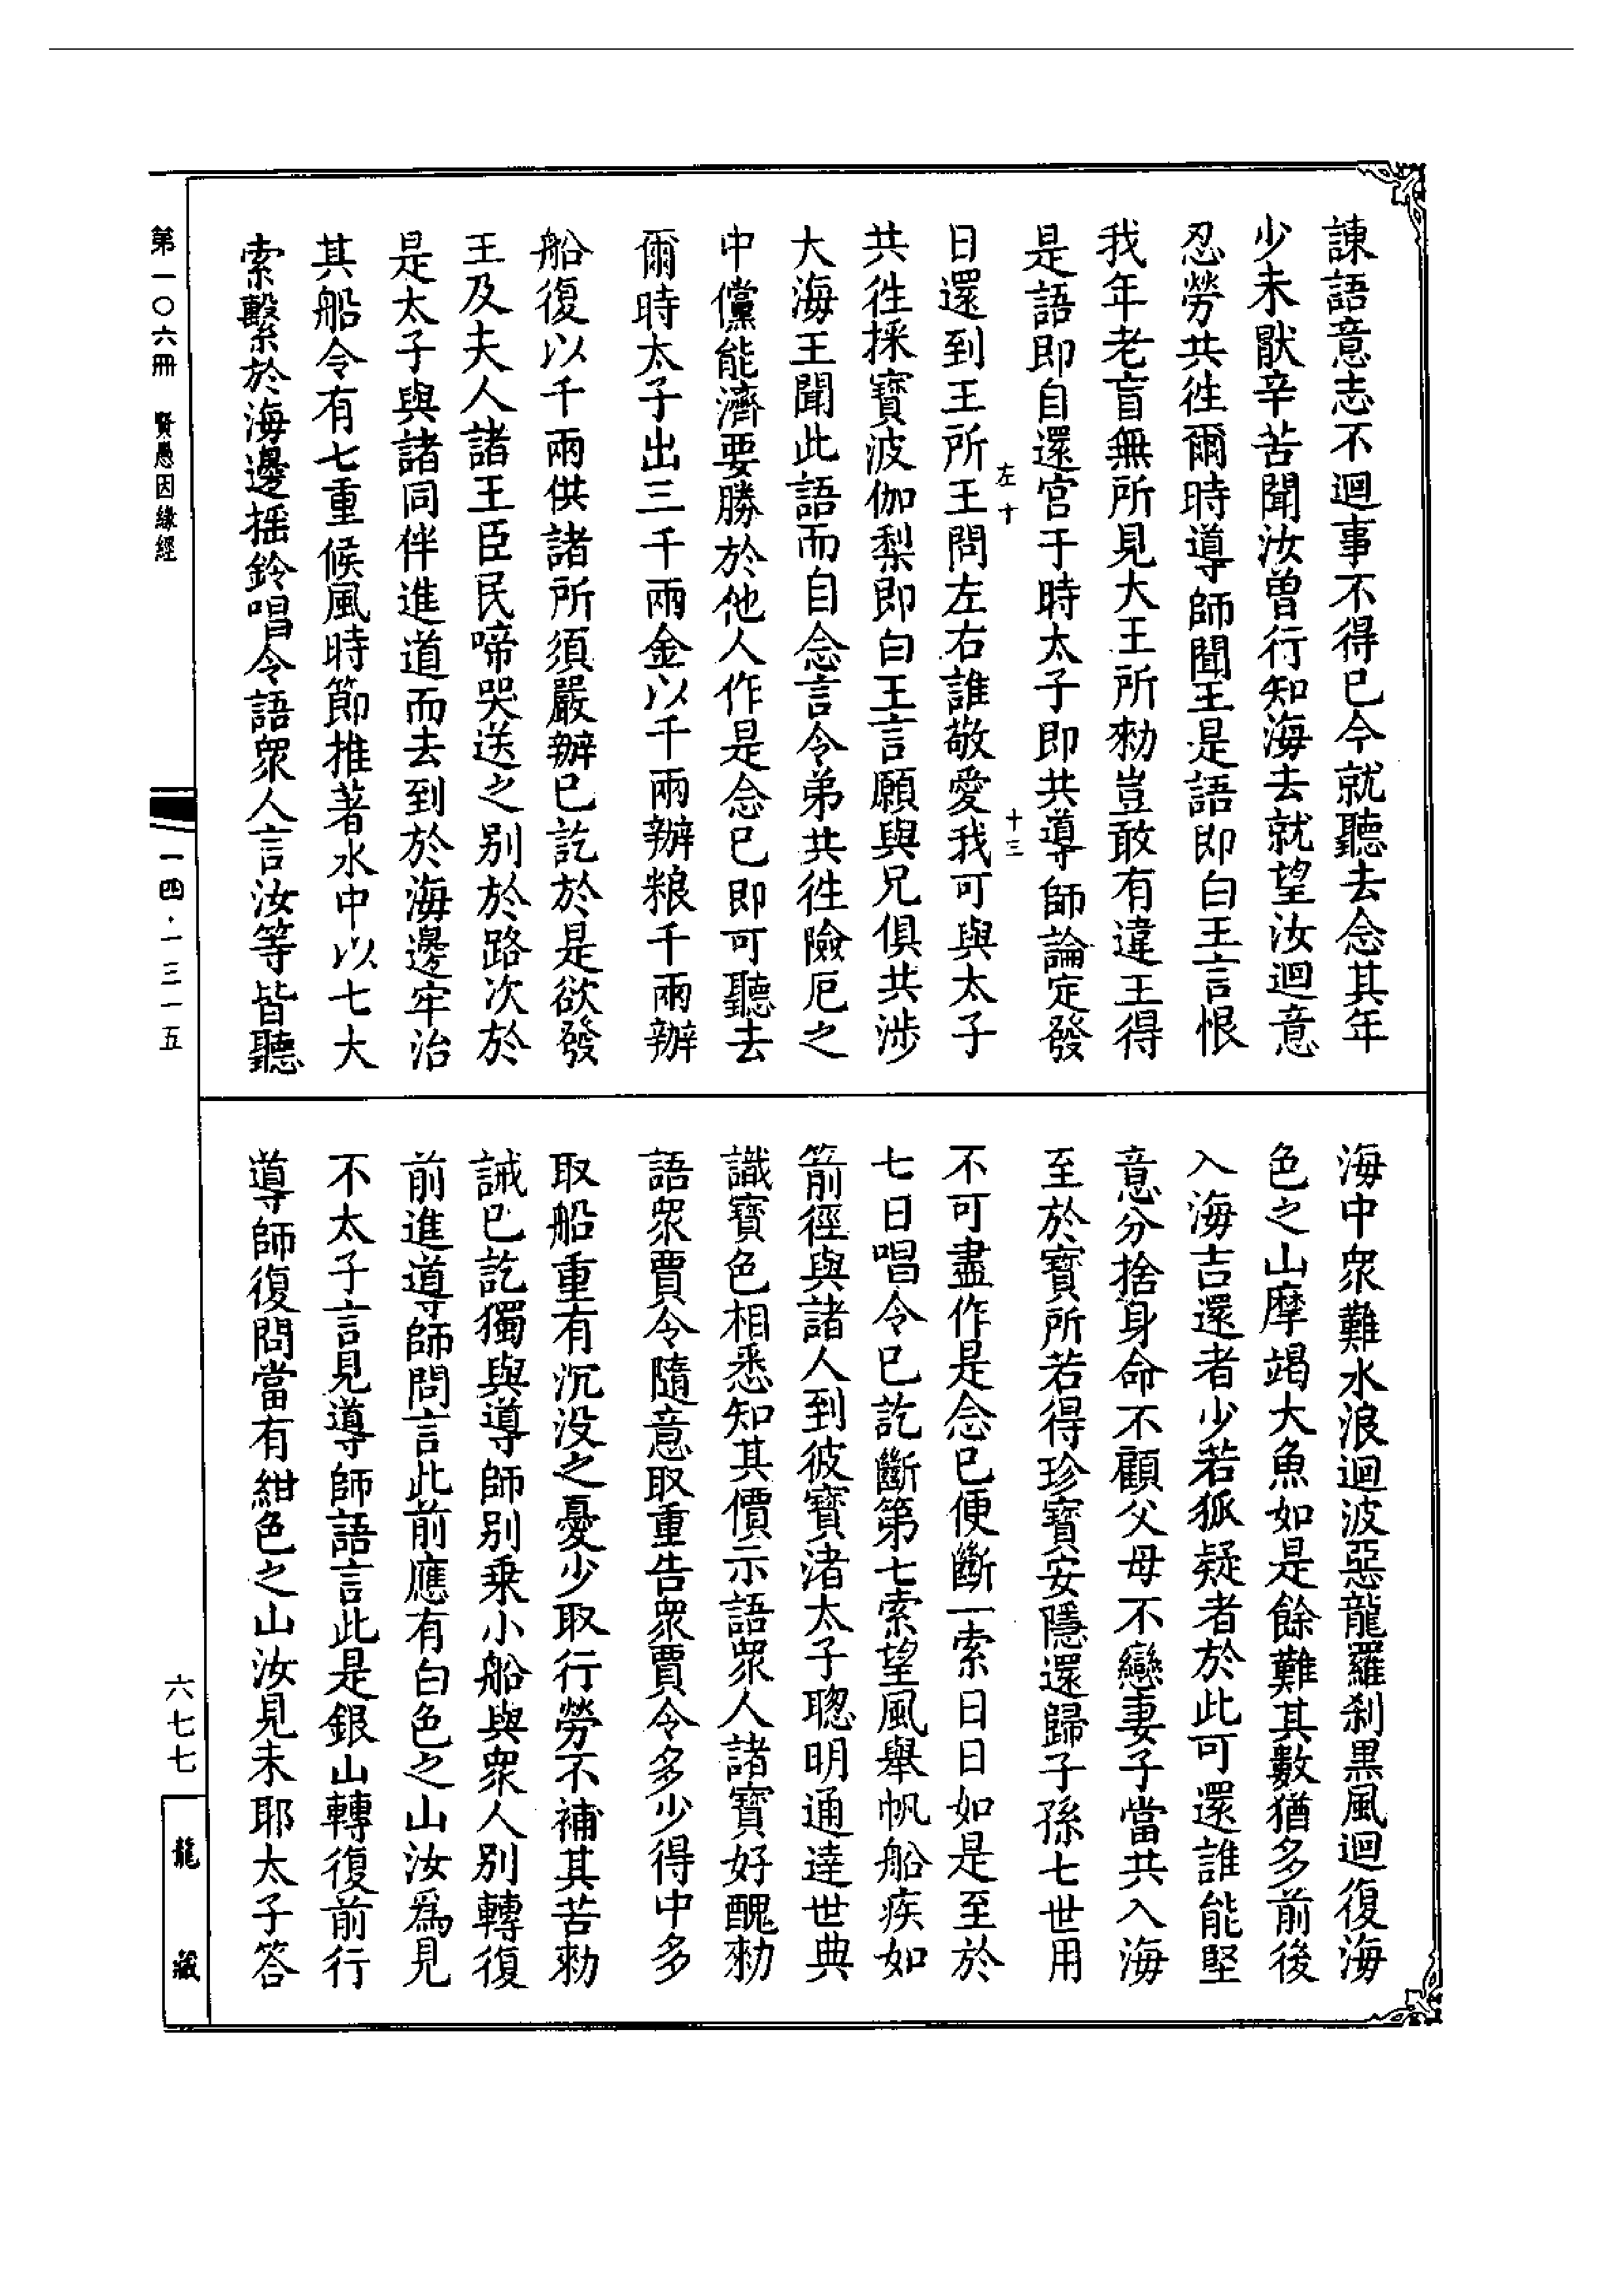 諫語意志不迴事不得已今就聽去念其年
少未猒辛苦聞汝曾行知海去就望汝迴意
忍勞共徃爾時導師聞王是語即白王言恨
我年老盲無所見大王所勑豈敢有違王得
是語即自還宮于時太子即共導師論定發
左十
十三
日還到王所王問左右誰敬愛我可與太子
共徃採寶波伽梨即白王言願與兄俱共涉
大海王聞此語而自念言令弟共徃險厄之
中儻能濟要勝於他人作是念已即可聽去
爾時太子出三千兩金以千兩辦粮千兩辦
船復以千兩供諸所須嚴辦已訖於是欲發
王及夫人諸王臣民啼哭送之別於路次於
是太子與諸同伴進道而去到於海邊牢治
其船令有七重候風時節推著水中以七大
索繫於海邊搖鈴唱令語衆人言汝等皆聽
海中衆難水浪迴波惡龍羅剎黒風迴復海
色之山摩竭大魚如是餘難其數猶多前後
入海吉還者少若狐疑者於此可還誰能堅
意分捨身命不顧父母不戀妻子當共入海
至於寶所若得珍寶安隱還歸子孫七世用
不可盡作是念已便斷一索日日如是至於
七日唱令已訖斷第七索望風舉帆船疾如
箭徑與諸人到彼寶渚太子聰明通達世典
識寶色相悉知其價示語衆人諸寶好醜勑
語衆賈令隨意取重告衆賈令多少得中多
取船重有沉没之憂少取行勞不補其苦勑
誡已訖獨與導師別乗小船與衆人別轉復
前進導師問言此前應有白色之山汝爲見
不太子言見導師語言此是銀山轉復前行
導師復問當有紺色之山汝見未耶太子答
第一〇六冊 賢愚因緣經
一四·一三一五
六七七
龍藏